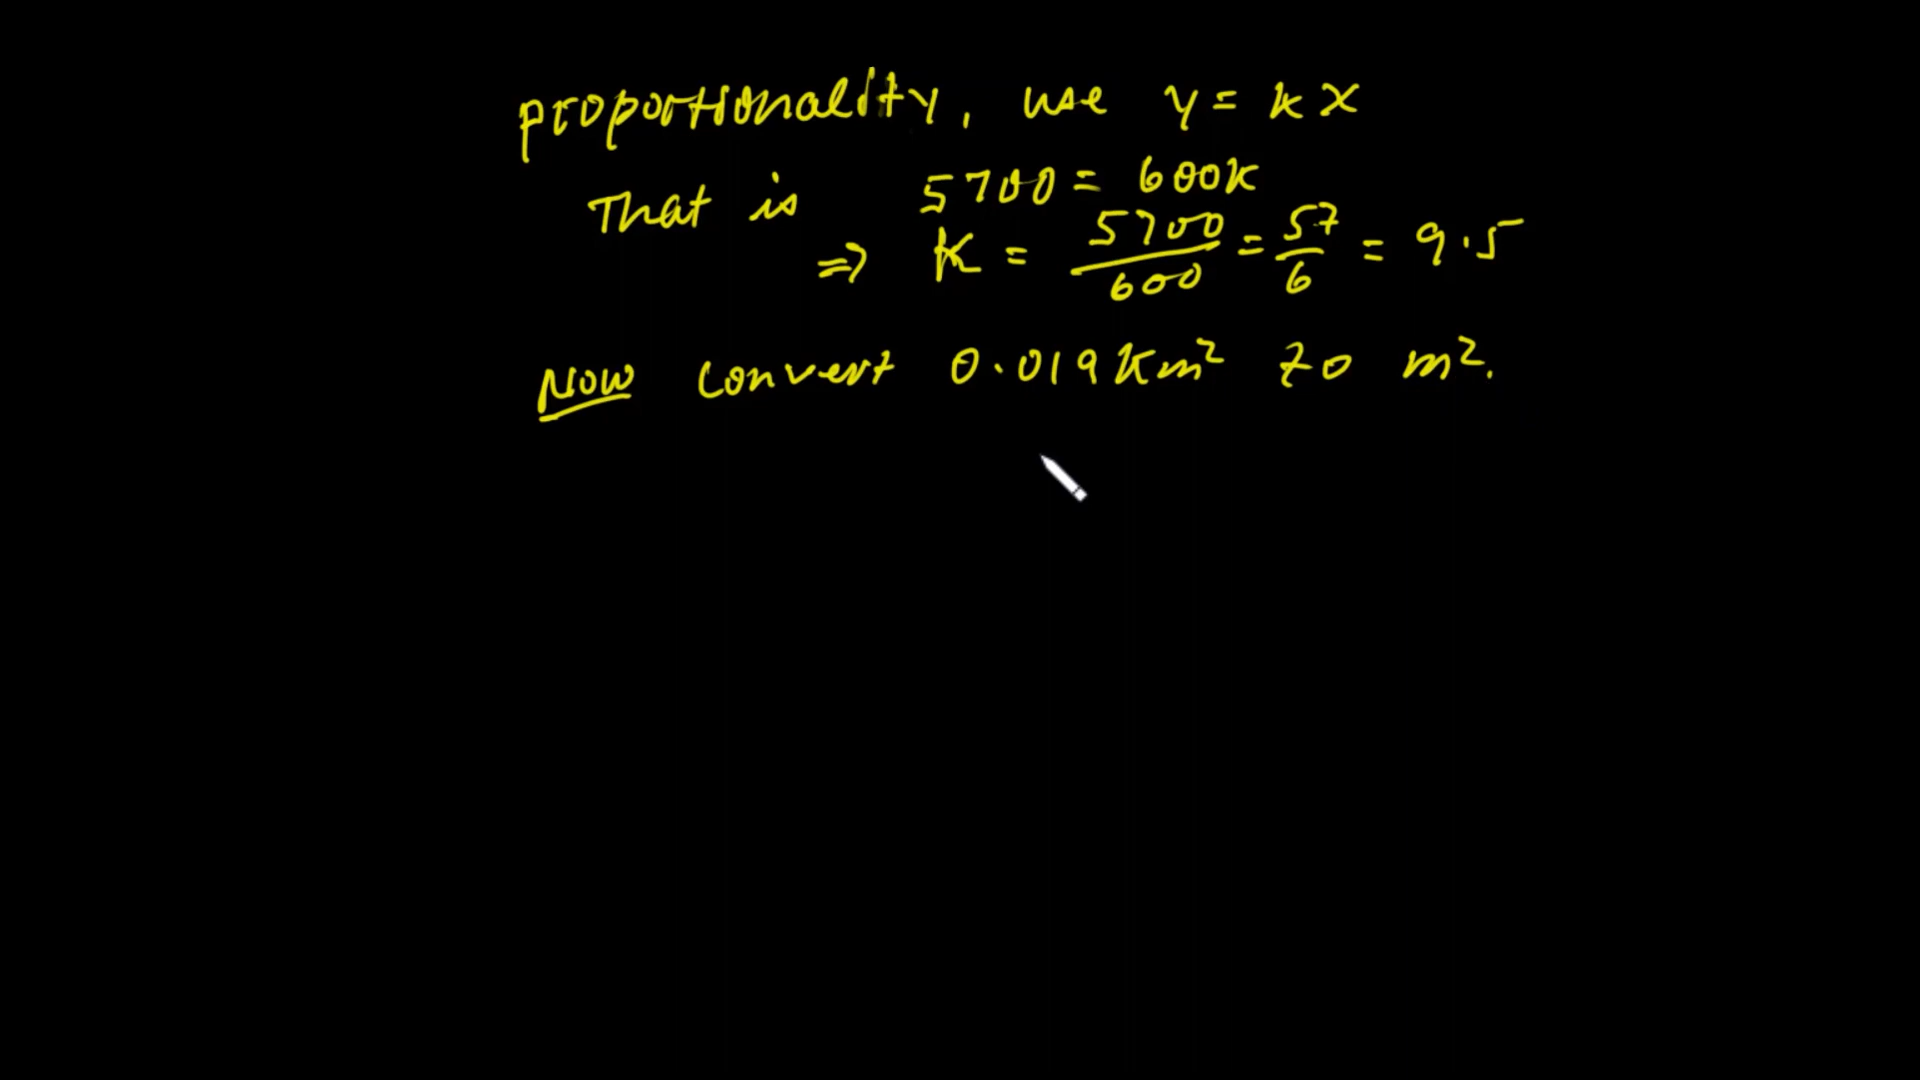 proportionality, use y = kx
That is 5700 = 600k
⇒ K = 5700/600 = 57/6 = 9.5
Now convert 0.019 Km² to m².